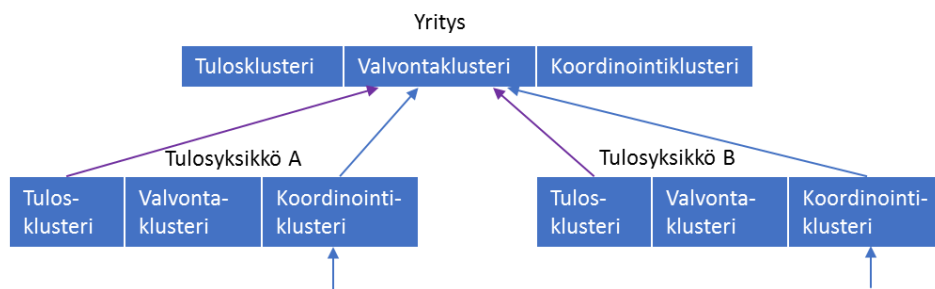 Yritys
Tulosklusteri Valvontaklusteri Koordinointiklusteri
Tulosyksikkö A Tulosyksikkö B
Tulos- Valvonta- Koordinointi- Tulos- Valvonta- Koordinointi-
klusteri klusteri klusteri klusteri klusteri klusteri